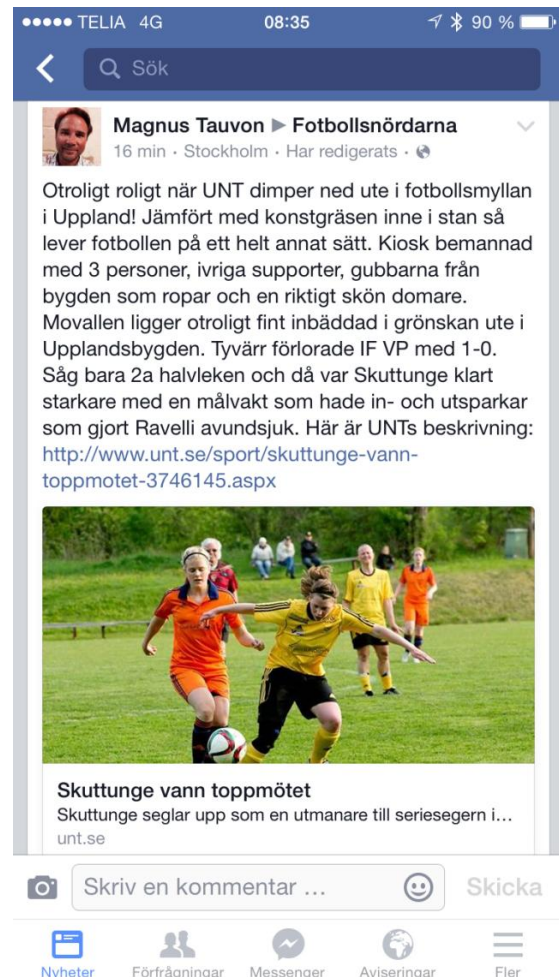 TELIA 4G 08:35 90 %
Sök
Magnus Tauvon ▶ Fotbollsnördarna
16 min · Stockholm · Har redigerats ·
Otroligt roligt när UNT dimper ned ute i fotbollsmyllan
i Uppland! Jämfört med konstgräsen inne i stan så
lever fotbollen på ett helt annat sätt. Kiosk bemannad
med 3 personer, ivriga supporter, gubbarna från
bygden som ropar och en riktigt skön domare.
Movallen ligger otroligt fint inbäddad i grönskan ute i
Upplandsbygden. Tyvärr förlorade IF VP med 1-0.
Såg bara 2a halvleken och då var Skuttunge klart
starkare med en målvakt som hade in- och utsparkar
som gjort Ravelli avundsjuk. Här är UNTs beskrivning:
http://www.unt.se/sport/skuttunge-vann-
toppmotet-3746145.aspx
Skuttunge vann toppmötet
Skuttunge seglar upp som en utmanare till seriesegern i…
unt.se
Skriv en kommentar ...
Skicka
Nyheter Förfrågningar Messenger Aviseringar Fler